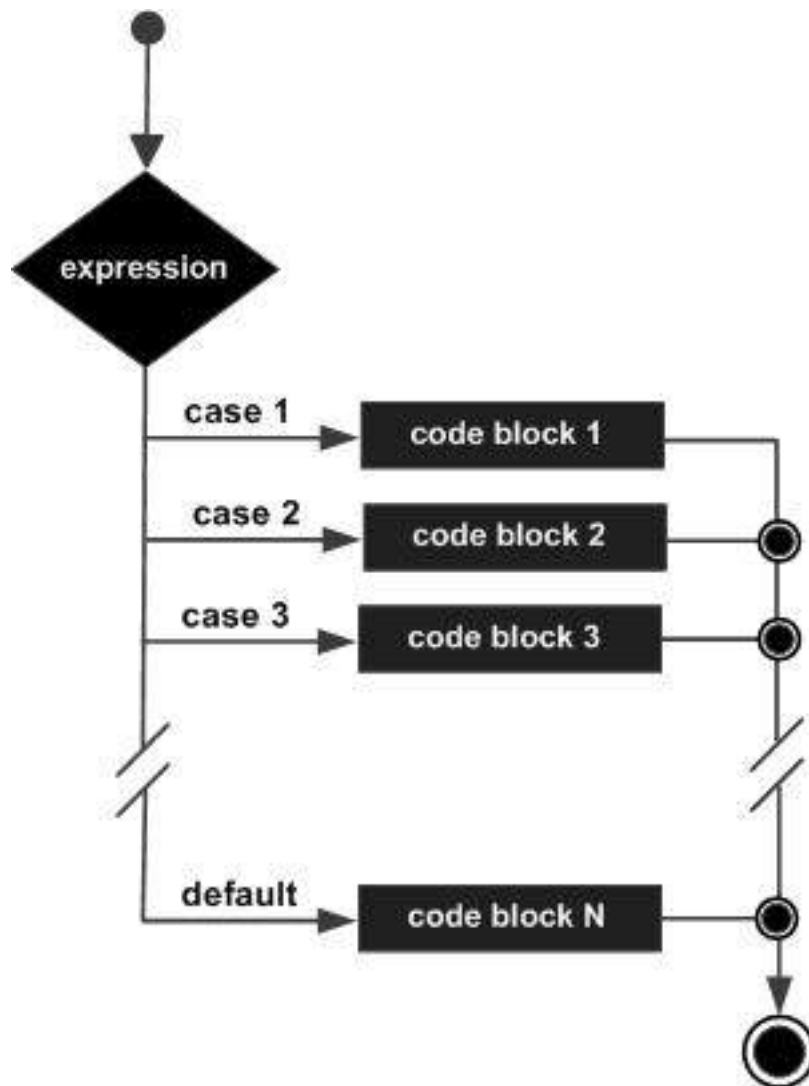 expression
case 1
code block 1
case 2
code block 2
case 3
code block 3
default
code block N